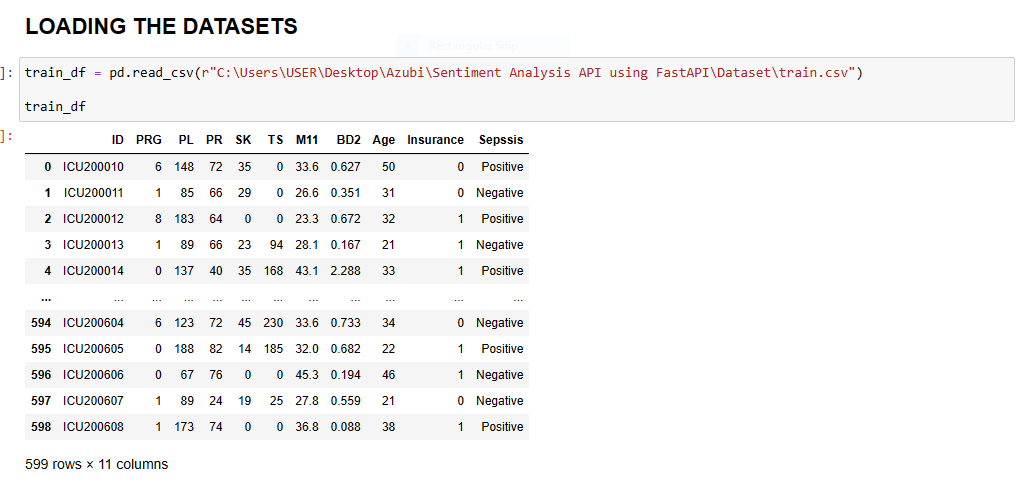 LOADING THE DATASETS
Rectangular Snip
]: train_df = pd.read_csv(r"C:\Users\USER\Desktop\Azubi\Sentiment Analysis API using FastAPI\Dataset\train.csv")
train_df
]:
ID PRG PL PR SK TS M11 BD2 Age Insurance Sepssis
0 ICU200010 6 148 72 35 0 33.6 0.627 50 0 Positive
1 ICU200011 1 85 66 29 0 26.6 0.351 31 0 Negative
2 ICU200012 8 183 64 0 0 23.3 0.672 32 1 Positive
3 ICU200013 1 89 66 23 94 28.1 0.167 21 1 Negative
4 ICU200014 0 137 40 35 168 43.1 2.288 33 1 Positive
... ... ... ... ... ... ... ... ... ... ... ...
594 ICU200604 6 123 72 45 230 33.6 0.733 34 0 Negative
595 ICU200605 0 188 82 14 185 32.0 0.682 22 1 Positive
596 ICU200606 0 67 76 0 0 45.3 0.194 46 1 Negative
597 ICU200607 1 89 24 19 25 27.8 0.559 21 0 Negative
598 ICU200608 1 173 74 0 0 36.8 0.088 38 1 Positive
599 rows × 11 columns